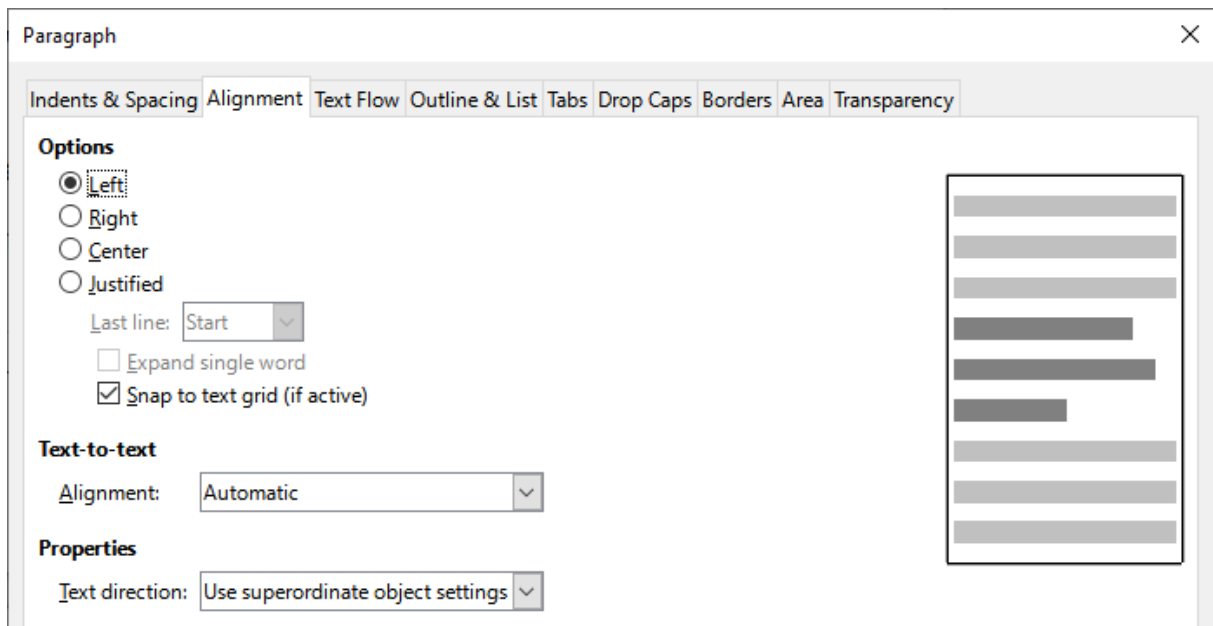 Paragraph
Indents & Spacing Alignment Text Flow Outline & List Tabs Drop Caps Borders Area Transparency
Options
Left
Right
Center
Justified
Last line: Start
Expand single word
Snap to text grid (if active)
Text-to-text
Alignment: Automatic
Properties
Text direction: Use superordinate object settings